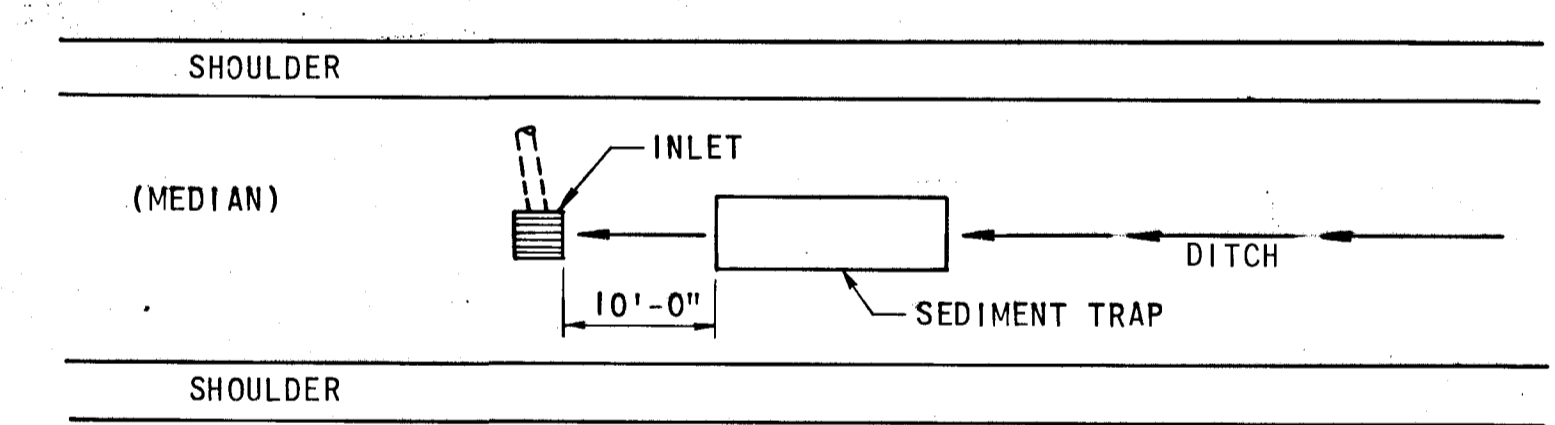 SHOULDER
INLET
(MEDIAN)
DITCH
10'-0"
SEDIMENT TRAP
SHOULDER